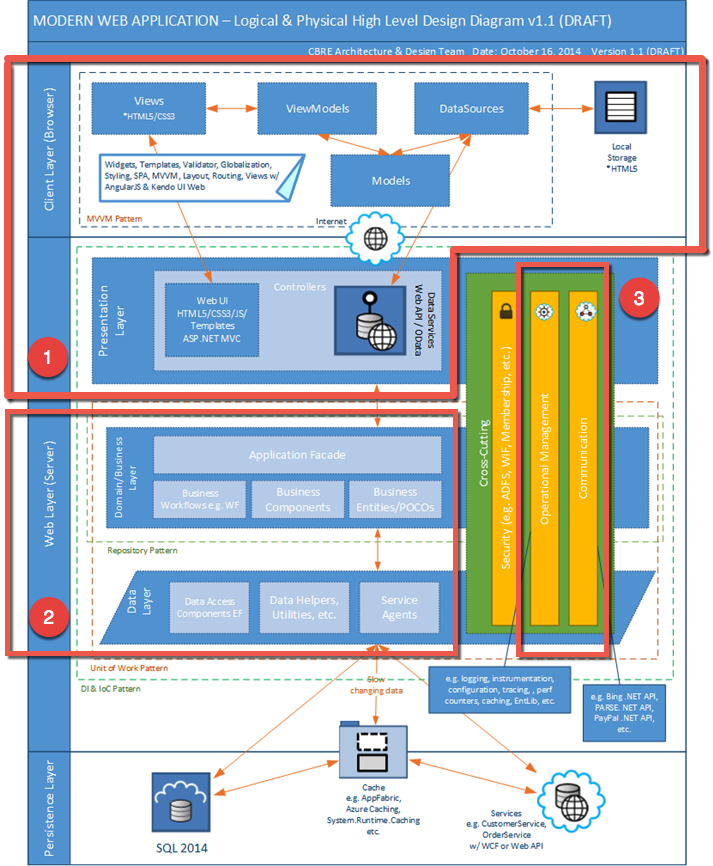 MODERN WEB APPLICATION – Logical & Physical High Level Design Diagram v1.1 (DRAFT)
CBRE Architecture & Design Team   Date: October 16, 2014   Version 1.1 (DRAFT)
Client Layer (Browser)
Views
*HTML5/CSS3
ViewModels
DataSources
Local
Storage
*HTML5
Widgets, Templates, Validator, Globalization,
Styling, SPA, MVVM, Layout, Routing, Views w/
AngularJS & Kendo UI Web
Models
MVVM Pattern
Internet
1
Presentation
Layer
Controllers
Web UI
HTML5/CSS3/JS/
Templates
ASP.NET MVC
Data Services
Web API / OData
3
Web Layer (Server)
Domain/Business
Layer
Application Facade
Business
Workflows e.g. WF
Business
Components
Business
Entities/POCOs
Repository Pattern
Cross-Cutting
Security (e.g. ADFS, WIF, Membership, etc.)
Operational Management
Communication
2
Data
Layer
Data Access
Components EF
Data Helpers,
Utilities, etc.
Service
Agents
Unit of Work Pattern
DI & IoC Pattern
Slow
changing data
e.g. logging, instrumentation,
configuration, tracing, , perf
counters, caching, EntLib, etc.
e.g. Bing .NET API,
PARSE. NET API,
PayPal .NET API,
etc.
Persistence Layer
SQL 2014
Cache
e.g. AppFabric,
Azure Caching,
System.Runtime.Caching
etc.
Services
e.g. CustomerService,
OrderService
w/ WCF or Web API